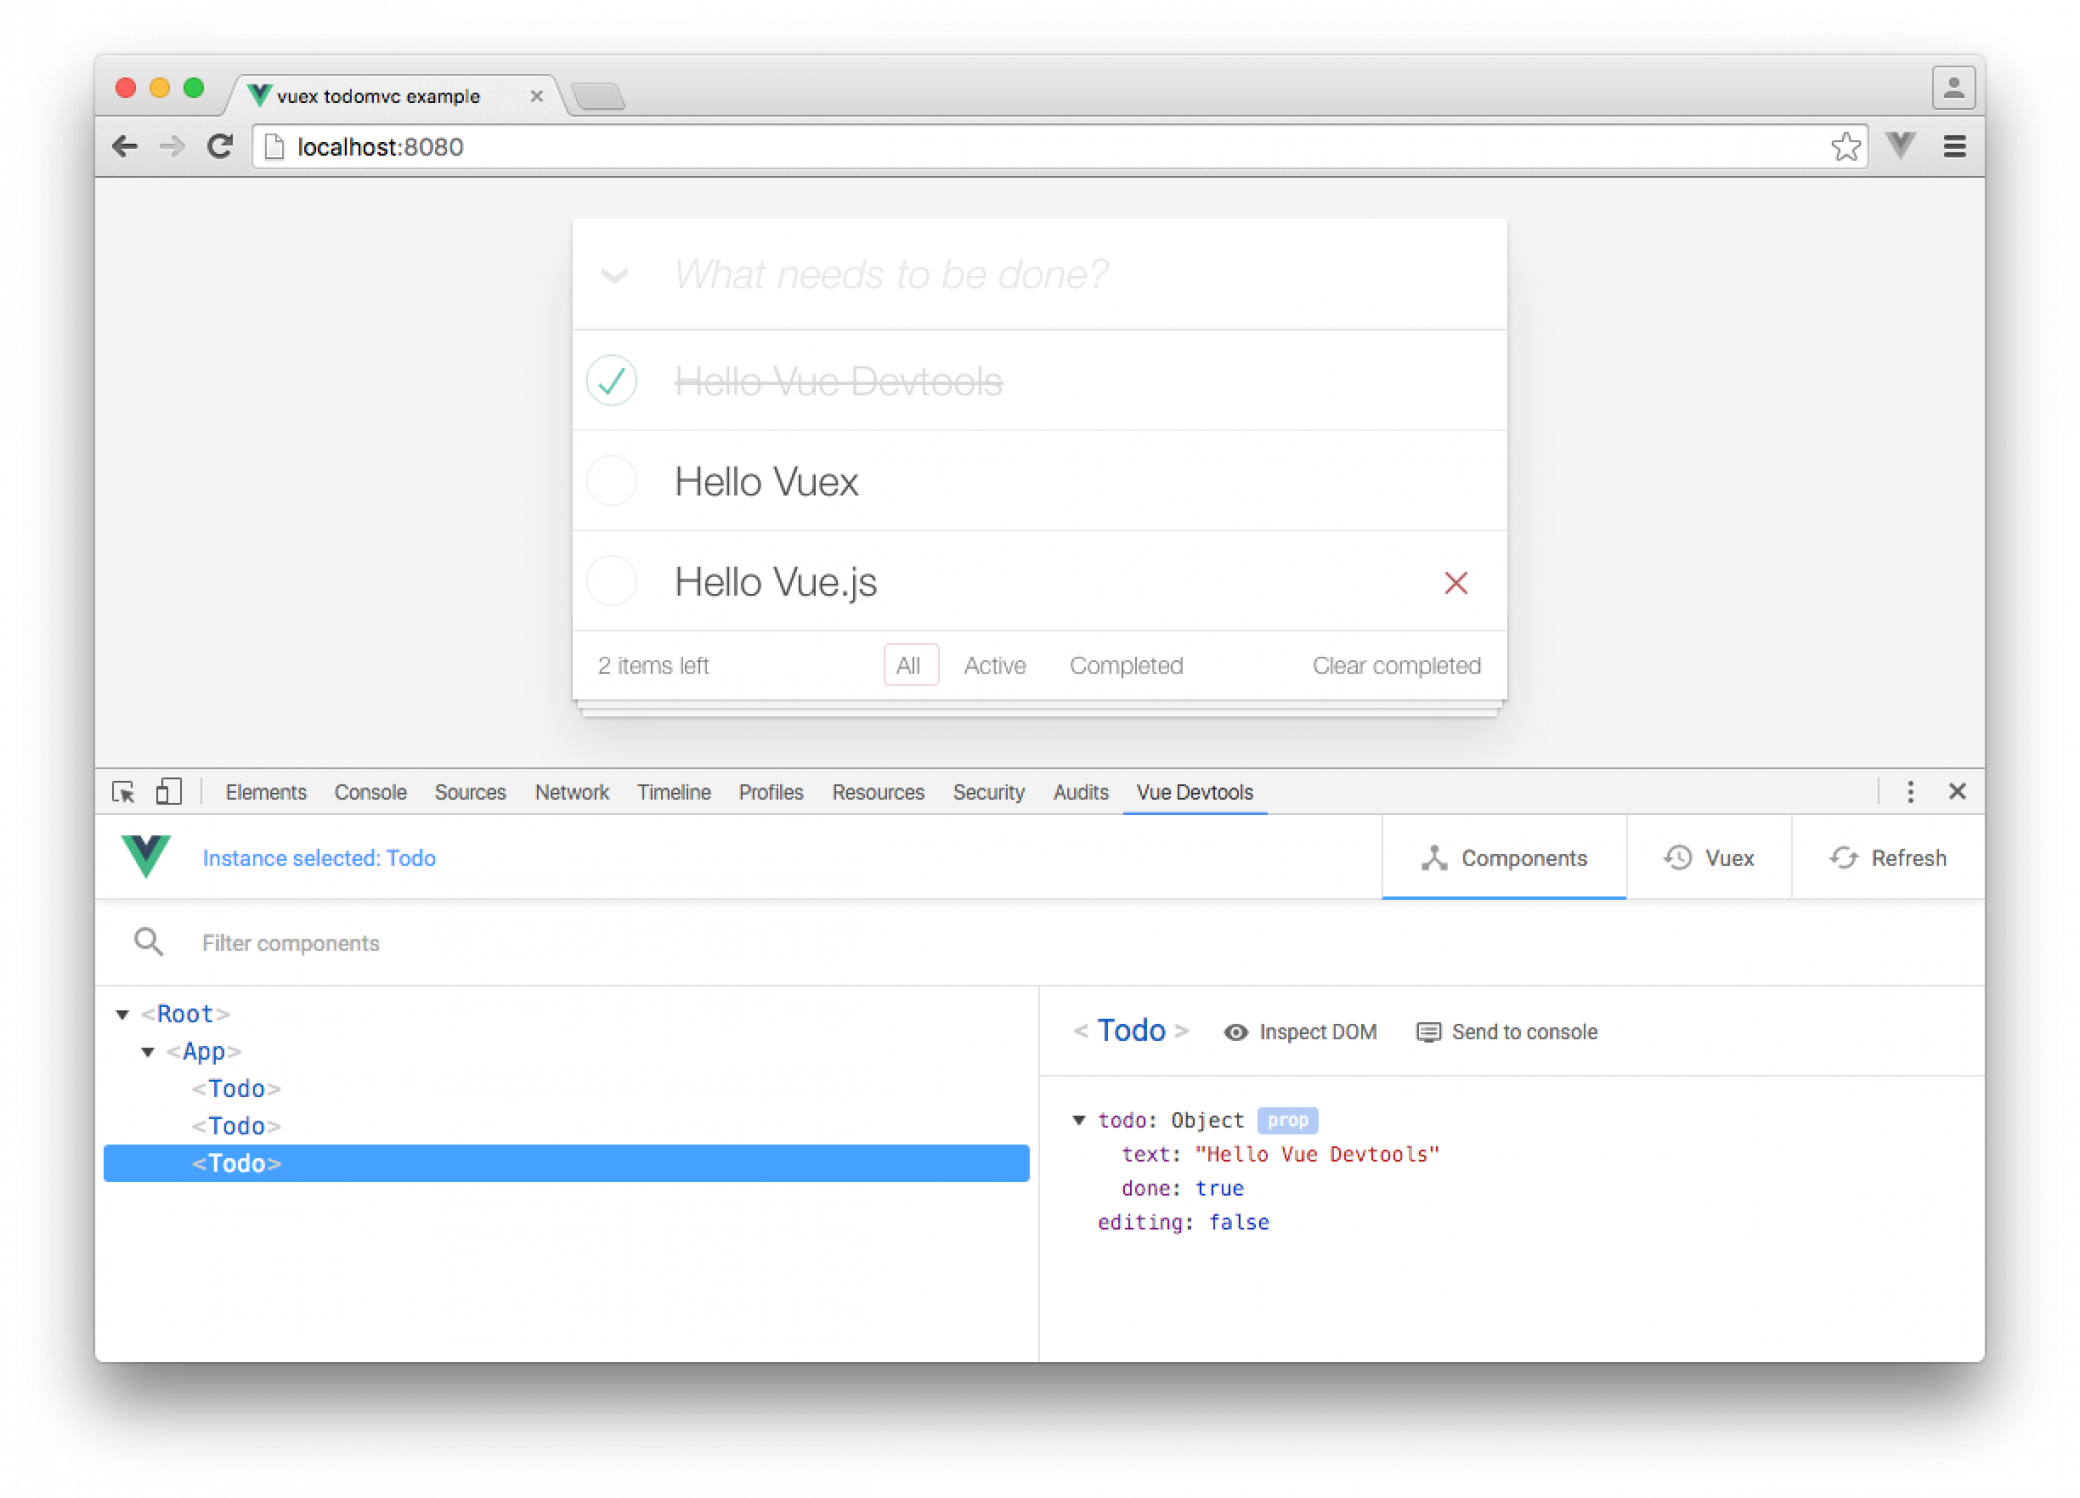 vuex todomvc example
localhost:8080
What needs to be done?
Hello Vue Devtools
Hello Vuex
Hello Vue.js
2 items left All Active Completed Clear completed
Elements Console Sources Network Timeline Profiles Resources Security Audits Vue Devtools
Instance selected: Todo Components Vuex Refresh
Filter components
<Root>
<App>
<Todo>
<Todo>
<Todo>
< Todo > Inspect DOM Send to console
todo: Object prop
text: "Hello Vue Devtools"
done: true
editing: false